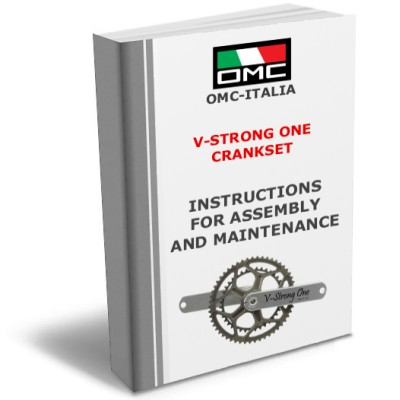 OMC
OMC-ITALIA
V-STRONG ONE
CRANKSET
INSTRUCTIONS
FOR ASSEMBLY
AND MAINTENANCE
V-Strong One